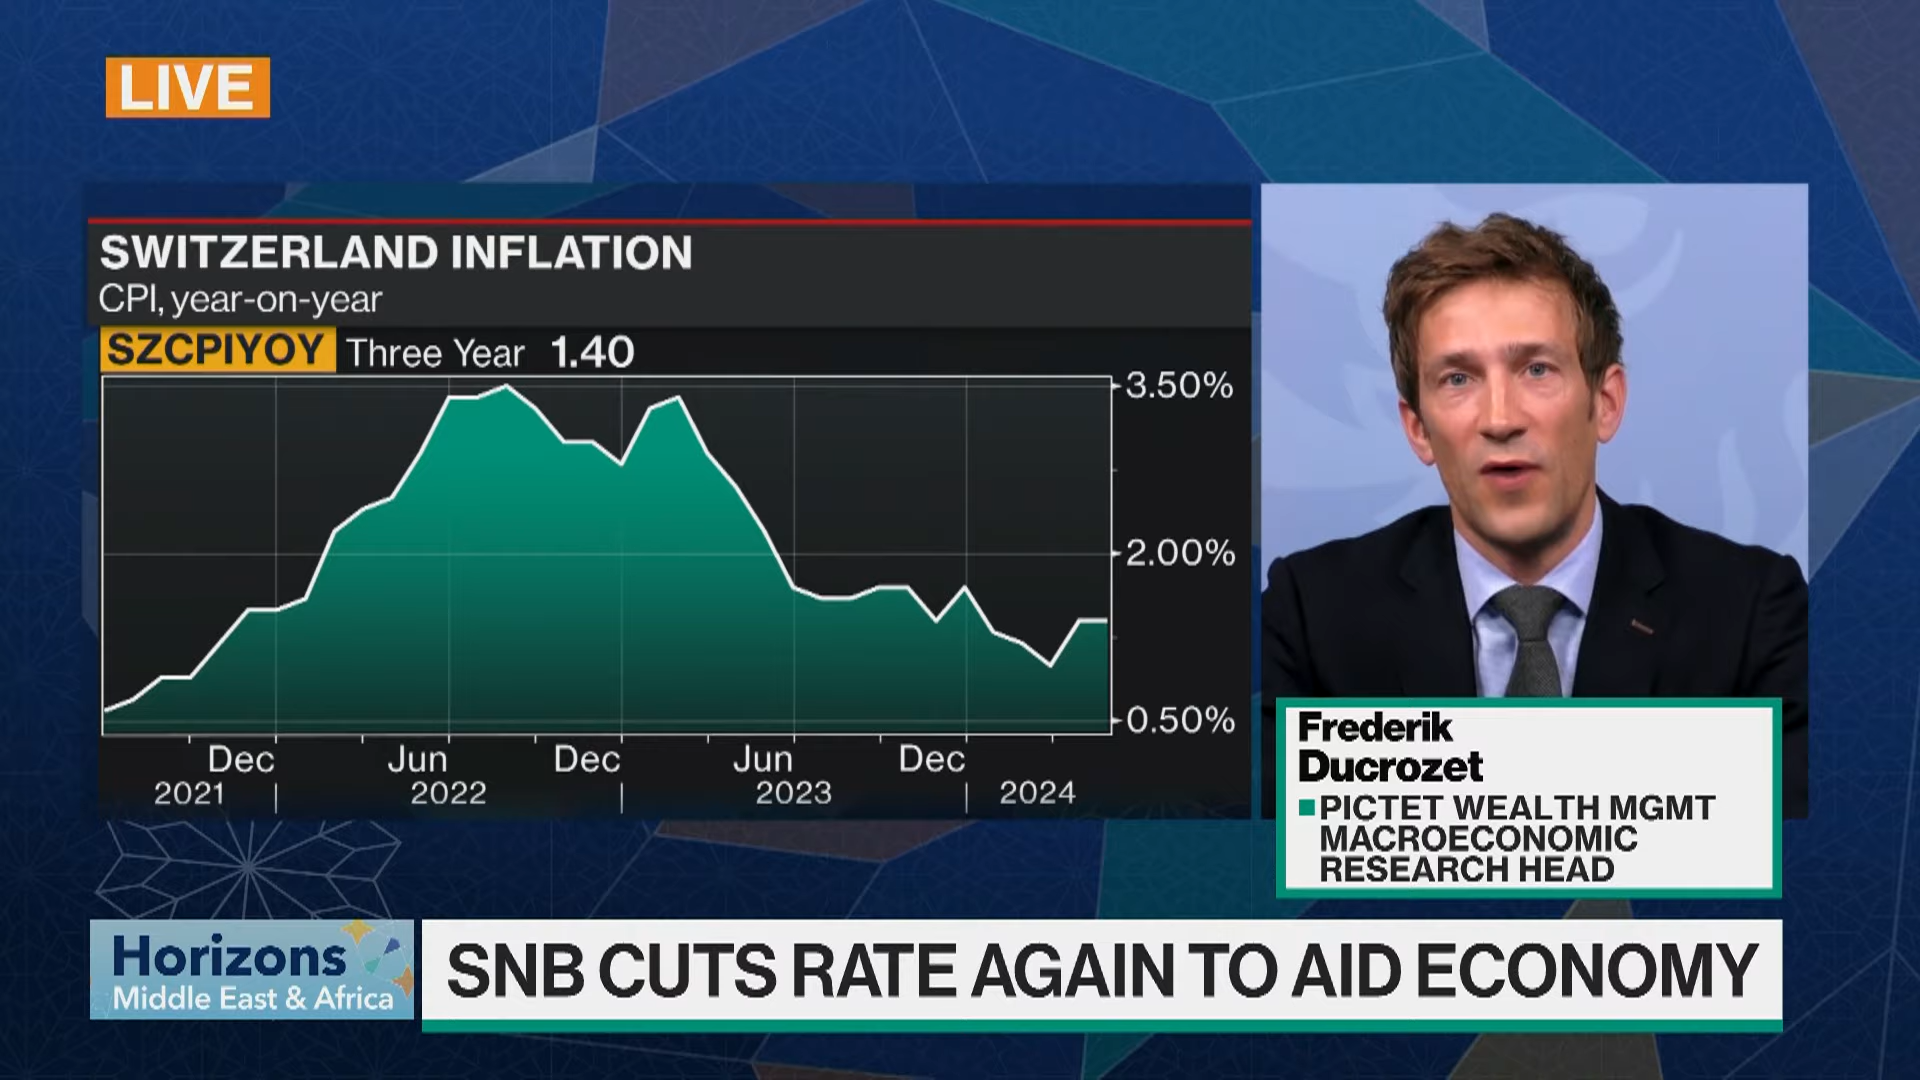 LIVE
SWITZERLAND INFLATION
CPI, year-on-year
SZCPIYOY Three Year 1.40
3.50%
2.00%
0.50%
Dec Jun Dec Jun Dec
2021 2022 2023 2024
Frederik
Ducrozet
PICTET WEALTH MGMT
MACROECONOMIC
RESEARCH HEAD
Horizons
Middle East & Africa
SNB CUTS RATE AGAIN TO AID ECONOMY